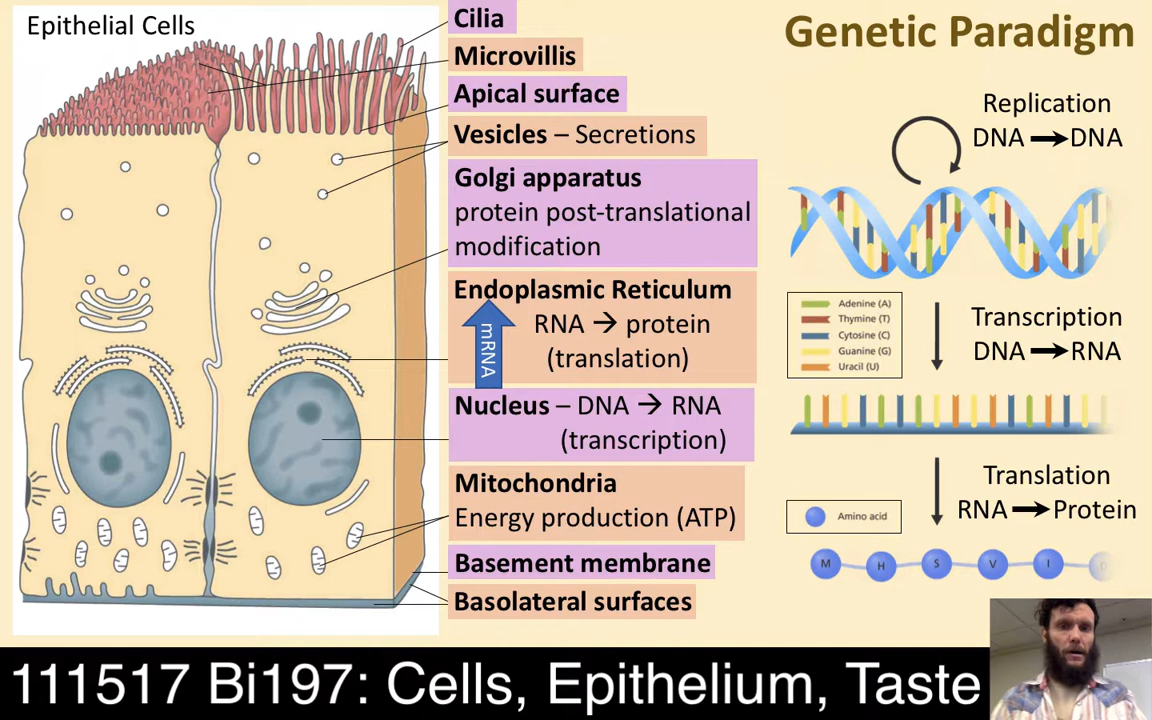 Epithelial Cells
Cilia
Microvillis
Apical surface
Vesicles – Secretions
Golgi apparatus
protein post-translational
modification
Endoplasmic Reticulum
RNA → protein
(translation)
mRNA
Nucleus – DNA → RNA
(transcription)
Mitochondria
Energy production (ATP)
Basement membrane
Basolateral surfaces
Genetic Paradigm
Replication
DNA → DNA
Adenine (A)
Thymine (T)
Cytosine (C)
Guanine (G)
Uracil (U)
Transcription
DNA → RNA
Translation
RNA → Protein
Amino acid
M H S V I
111517 Bi197: Cells, Epithelium, Taste